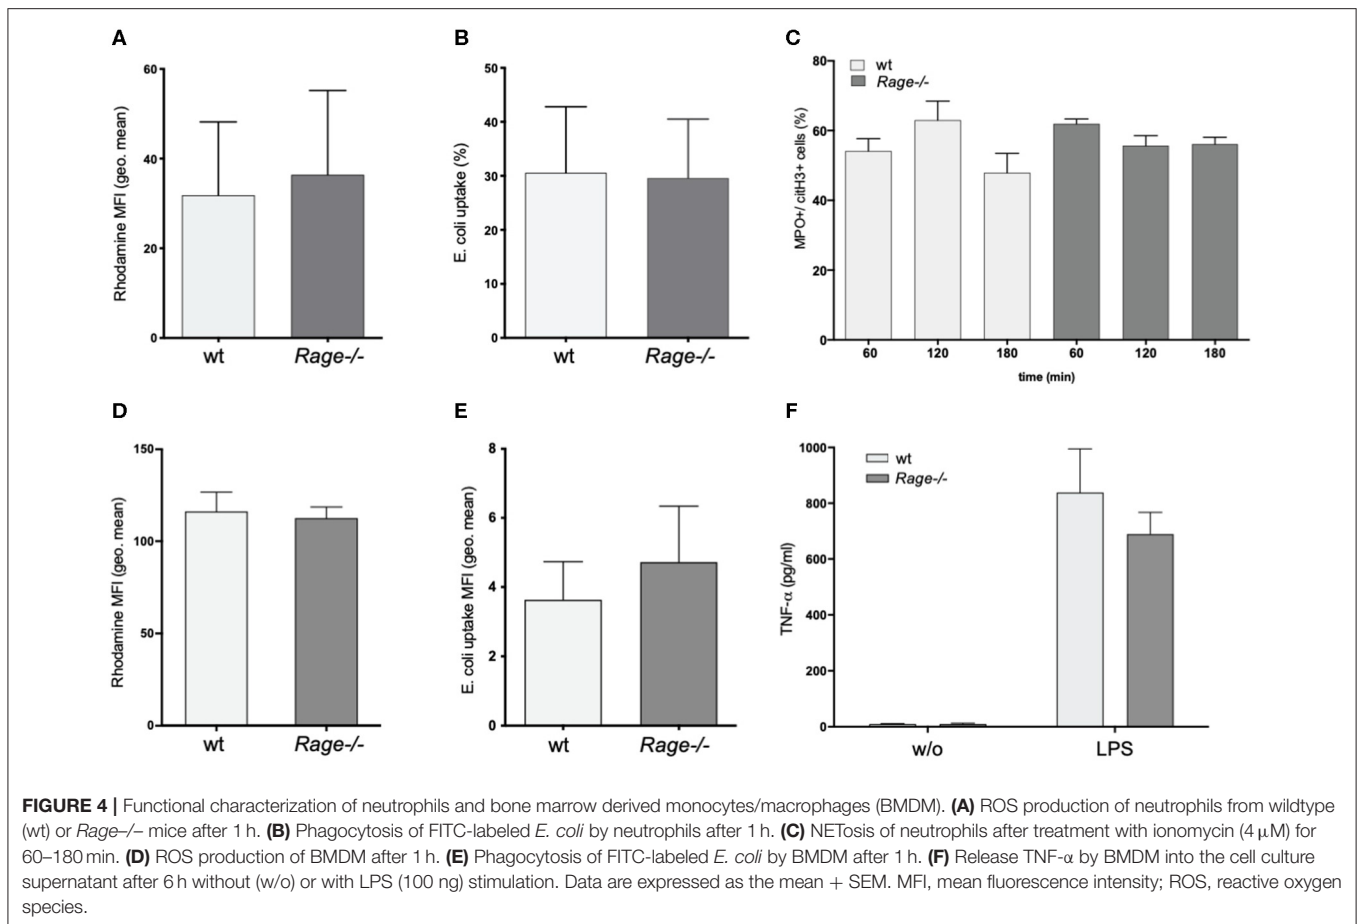 A
60
40
20
0
Rhodamine MFI (geo. mean)
wt
Rage-/-
B
50
40
30
20
10
0
E. coli uptake (%)
wt
Rage-/-
C
80
60
40
20
0
MPO+/ citH3+ cells (%)
wt
Rage-/-
60 120 180 60 120 180
time (min)
D
150
100
50
0
Rhodamine MFI (geo. mean)
wt
Rage-/-
E
8
6
4
2
0
E. coli uptake MFI (geo. mean)
wt
Rage-/-
F
1000
800
600
400
200
0
TNF-α (pg/ml)
wt
Rage-/-
w/o
LPS
FIGURE 4 | Functional characterization of neutrophils and bone marrow derived monocytes/macrophages (BMDM). (A) ROS production of neutrophils from wildtype
(wt) or Rage–/– mice after 1 h. (B) Phagocytosis of FITC-labeled E. coli by neutrophils after 1 h. (C) NETosis of neutrophils after treatment with ionomycin (4 μM) for
60–180 min. (D) ROS production of BMDM after 1 h. (E) Phagocytosis of FITC-labeled E. coli by BMDM after 1 h. (F) Release TNF-α by BMDM into the cell culture
supernatant after 6 h without (w/o) or with LPS (100 ng) stimulation. Data are expressed as the mean + SEM. MFI, mean fluorescence intensity; ROS, reactive oxygen
species.